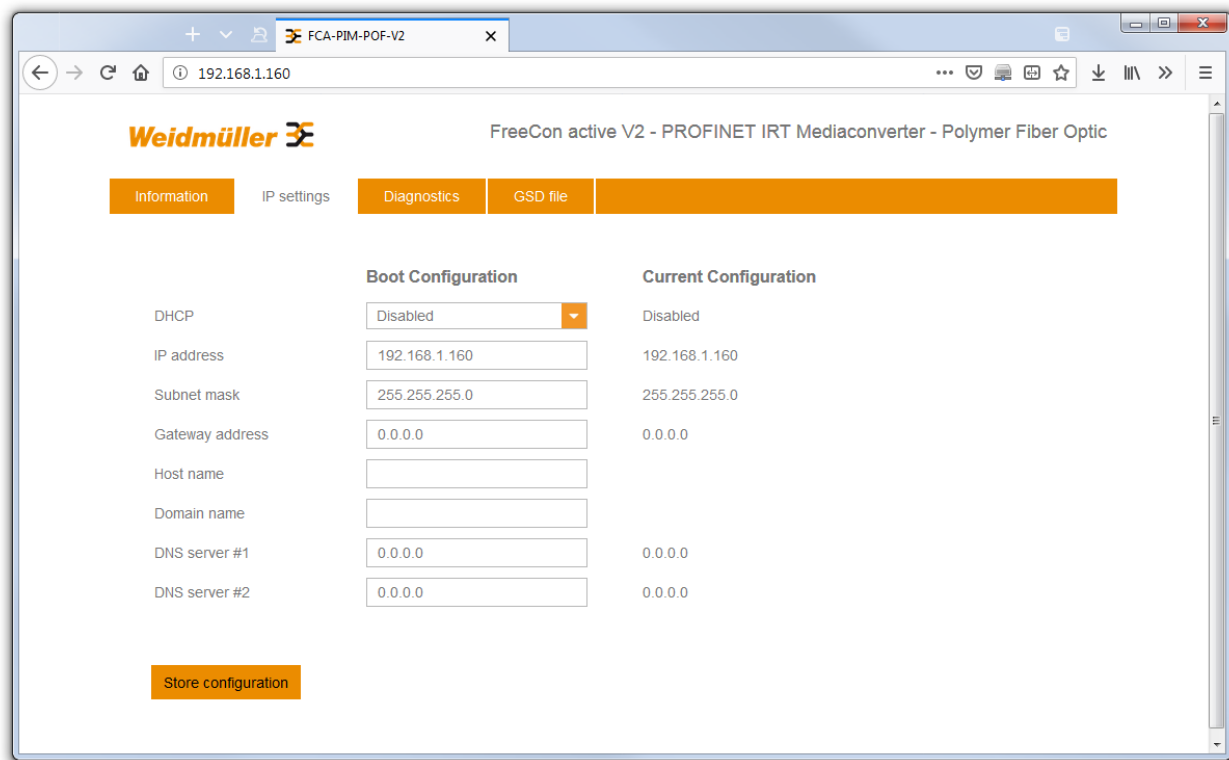 FCA-PIM-POF-V2
192.168.1.160
Weidmüller
FreeCon active V2 - PROFINET IRT Mediaconverter - Polymer Fiber Optic
Information IP settings Diagnostics GSD file
Boot Configuration Current Configuration
DHCP Disabled Disabled
IP address 192.168.1.160 192.168.1.160
Subnet mask 255.255.255.0 255.255.255.0
Gateway address 0.0.0.0 0.0.0.0
Host name
Domain name
DNS server #1 0.0.0.0 0.0.0.0
DNS server #2 0.0.0.0 0.0.0.0
Store configuration